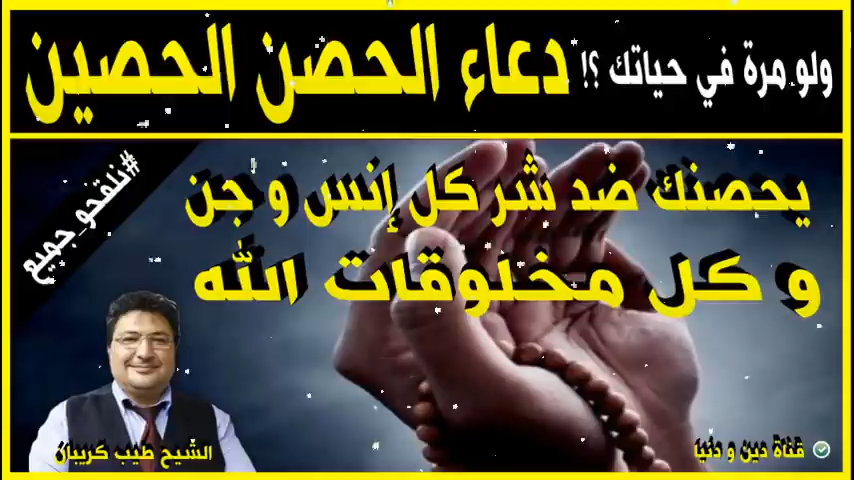 ولو مرة في حياتك ؟! دعاء الحصن الحصين
#نلقحو_جميع
يحصنك ضد شر كل إنس و جن
و كل مخلوقات الله
الشيخ طيب كريبان
قناة دين و دنيا